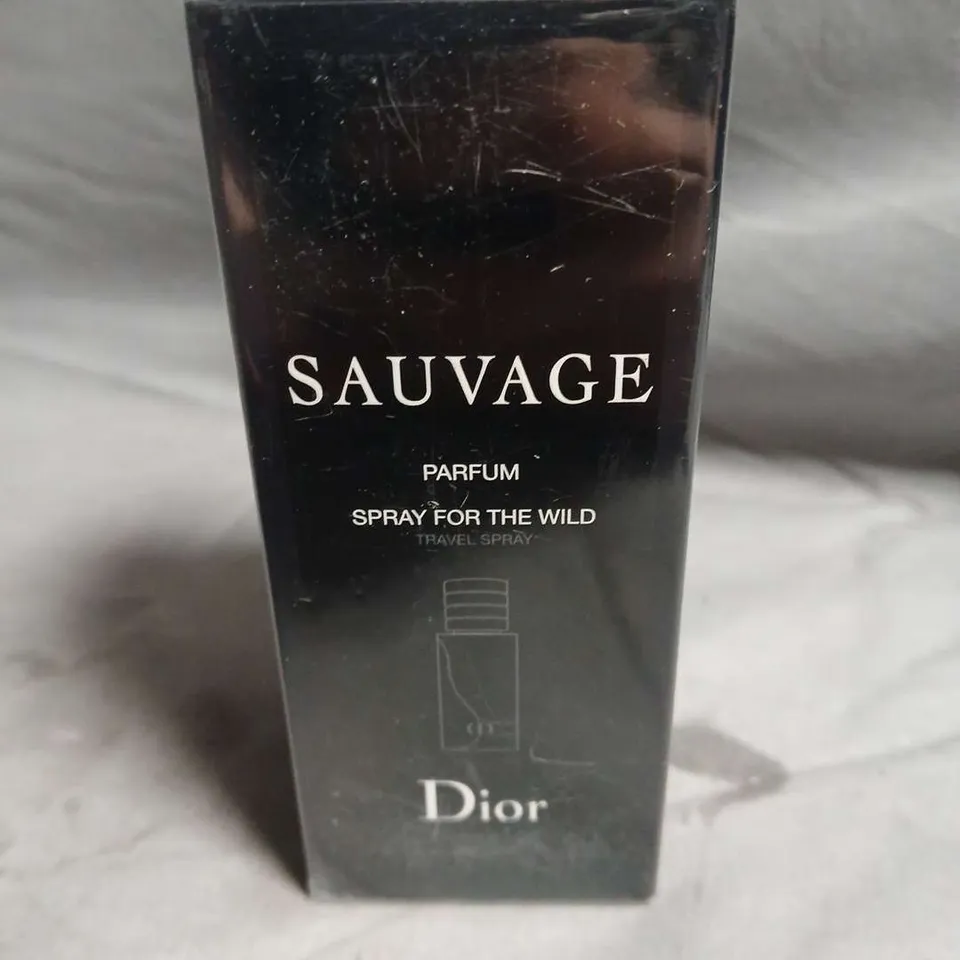 SAUVAGE
PARFUM
SPRAY FOR THE WILD
TRAVEL SPRAY*
Dior